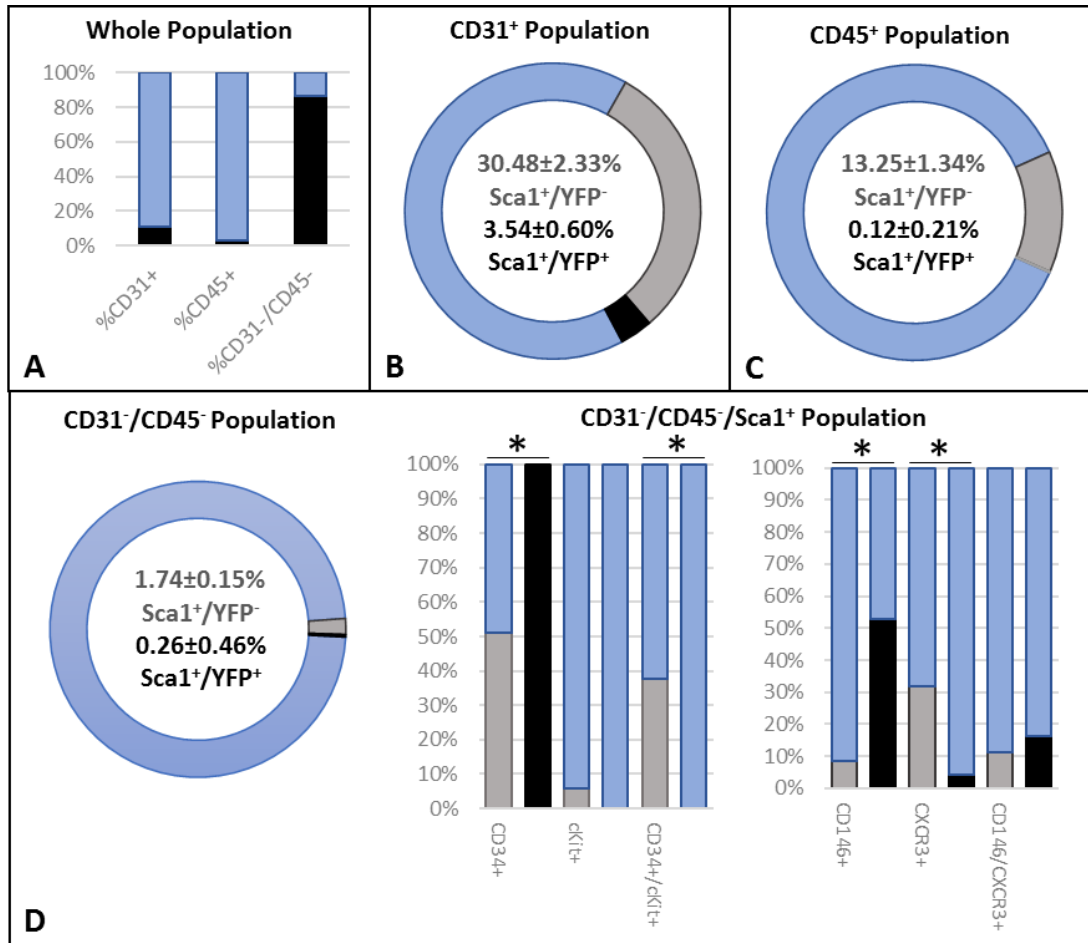 Whole Population
100%
80%
60%
40%
20%
0%
%CD31+
%CD45+
%CD31-/CD45-
A
CD31⁺ Population
30.48±2.33%
Sca1⁺/YFP⁻
3.54±0.60%
Sca1⁺/YFP⁺
B
CD45⁺ Population
13.25±1.34%
Sca1⁺/YFP⁻
0.12±0.21%
Sca1⁺/YFP⁺
C
CD31⁻/CD45⁻ Population
1.74±0.15%
Sca1⁺/YFP⁻
0.26±0.46%
Sca1⁺/YFP⁺
D
CD31⁻/CD45⁻/Sca1⁺ Population
* *
100%
90%
80%
70%
60%
50%
40%
30%
20%
10%
0%
CD34+
cKit+
CD34+/cKit+
* *
100%
90%
80%
70%
60%
50%
40%
30%
20%
10%
0%
CD146+
CXCR3+
CD146/CXCR3+